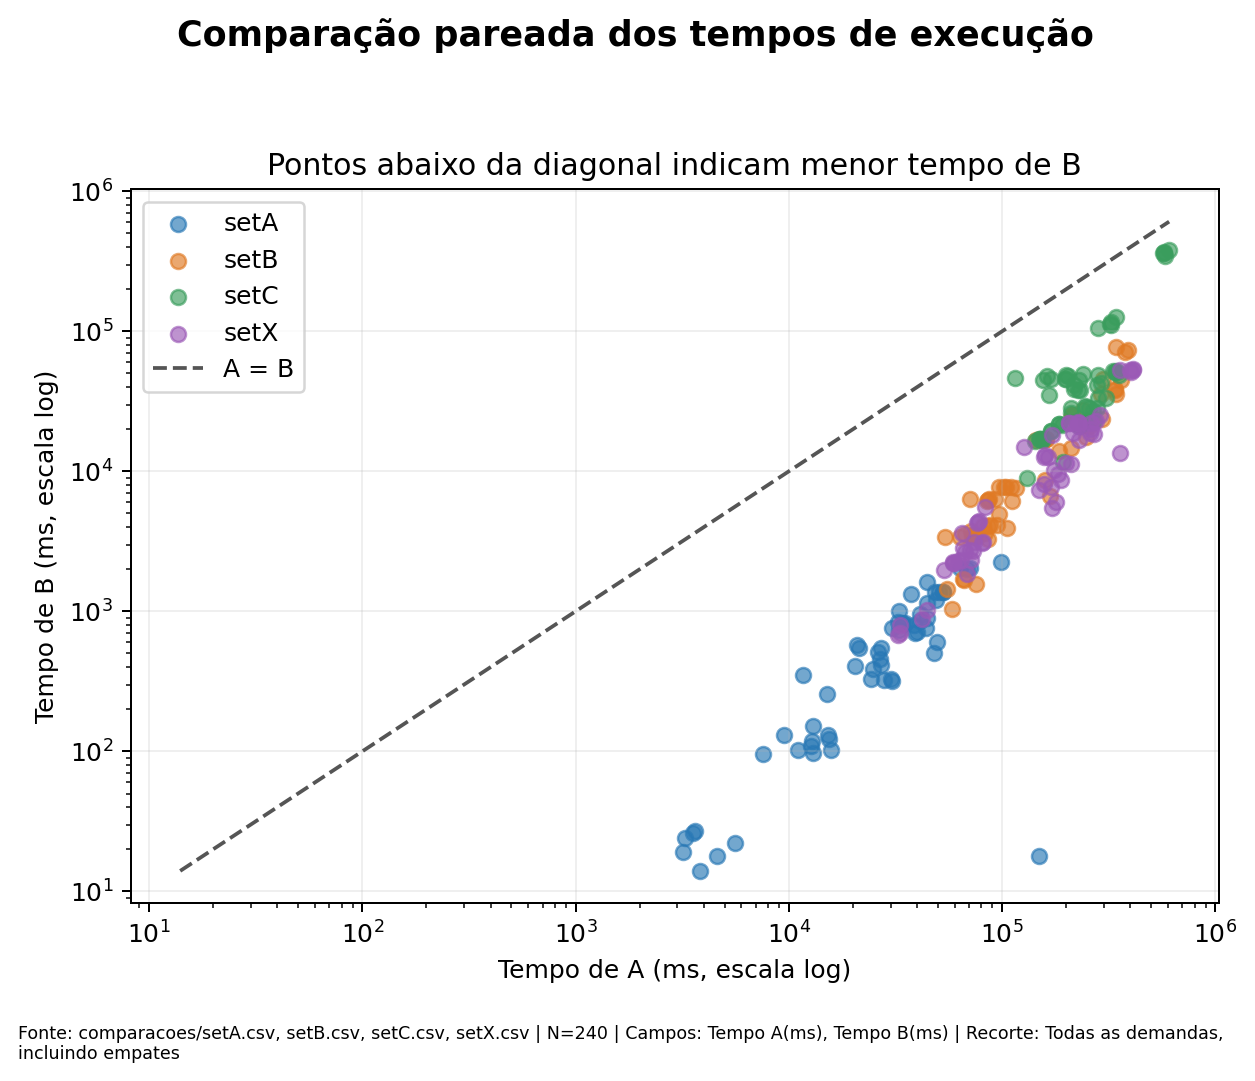 Comparação pareada dos tempos de execução
Pontos abaixo da diagonal indicam menor tempo de B
10^6
10^5
10^4
10^3
10^2
10^1
Tempo de B (ms, escala log)
setA
setB
setC
setX
A = B
10^1 10^2 10^3 10^4 10^5 10^6
Tempo de A (ms, escala log)
Fonte: comparacoes/setA.csv, setB.csv, setC.csv, setX.csv | N=240 | Campos: Tempo A(ms), Tempo B(ms) | Recorte: Todas as demandas,
incluindo empates